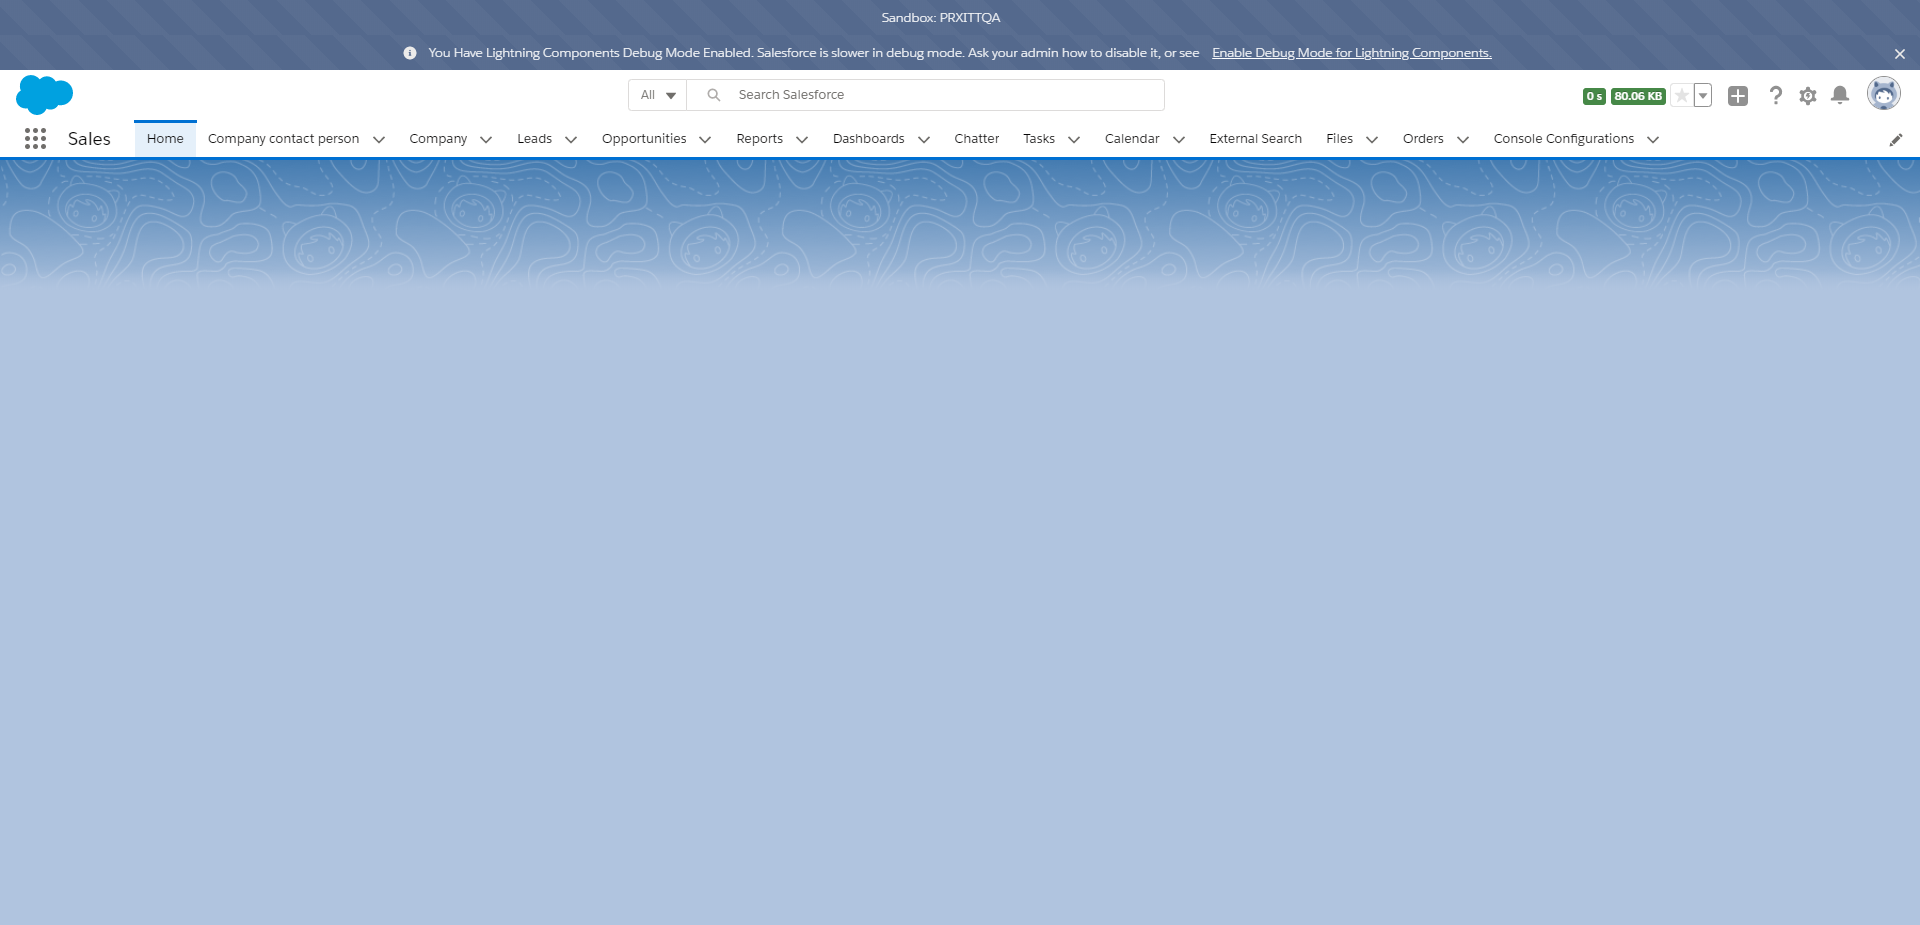 Sandbox: PRXITTQA
You Have Lightning Components Debug Mode Enabled. Salesforce is slower in debug mode. Ask your admin how to disable it, or see Enable Debug Mode for Lightning Components.
All Search Salesforce 0 s 80.06 KB
Sales Home Company contact person Company Leads Opportunities Reports Dashboards Chatter Tasks Calendar External Search Files Orders Console Configurations